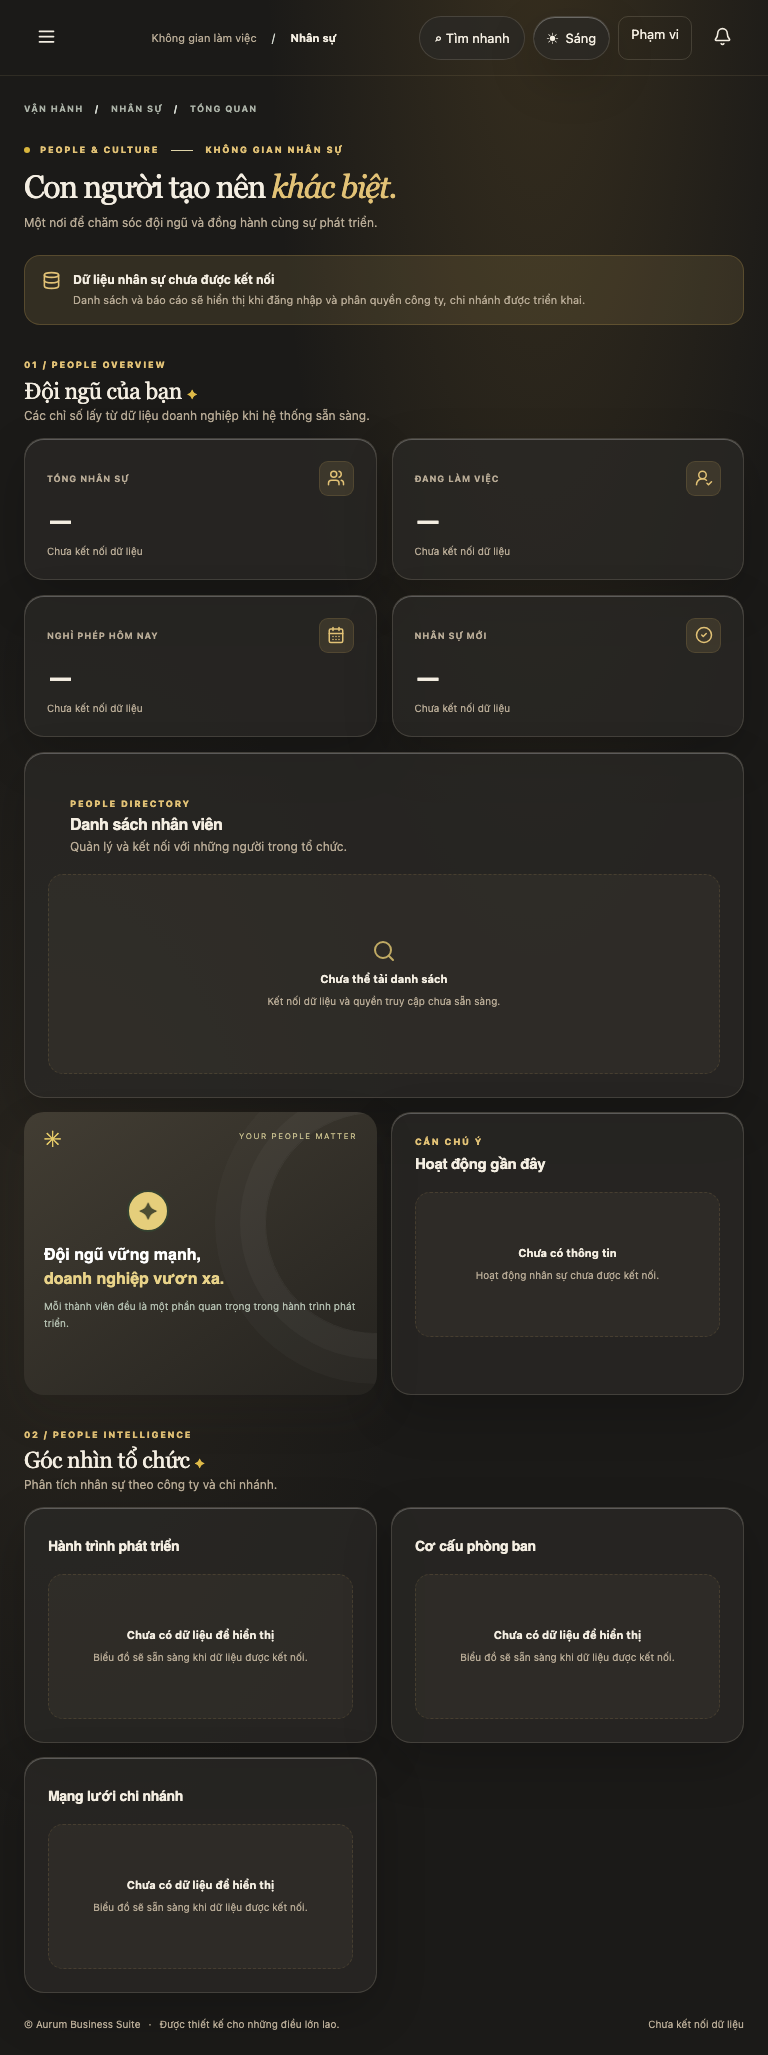 Không gian làm việc / Nhân sự
Tìm nhanh
Sáng
Phạm vi
VẬN HÀNH / NHÂN SỰ / TỔNG QUAN
PEOPLE & CULTURE — KHÔNG GIAN NHÂN SỰ
Con người tạo nên khác biệt.
Một nơi để chăm sóc đội ngũ và đồng hành cùng sự phát triển.
Dữ liệu nhân sự chưa được kết nối
Danh sách và báo cáo sẽ hiển thị khi đăng nhập và phân quyền công ty, chi nhánh được triển khai.
01 / PEOPLE OVERVIEW
Đội ngũ của bạn
Các chỉ số lấy từ dữ liệu doanh nghiệp khi hệ thống sẵn sàng.
TỔNG NHÂN SỰ
—
Chưa kết nối dữ liệu
ĐANG LÀM VIỆC
—
Chưa kết nối dữ liệu
NGHỈ PHÉP HÔM NAY
—
Chưa kết nối dữ liệu
NHÂN SỰ MỚI
—
Chưa kết nối dữ liệu
PEOPLE DIRECTORY
Danh sách nhân viên
Quản lý và kết nối với những người trong tổ chức.
Chưa thể tải danh sách
Kết nối dữ liệu và quyền truy cập chưa sẵn sàng.
YOUR PEOPLE MATTER
Đội ngũ vững mạnh,
doanh nghiệp vươn xa.
Mỗi thành viên đều là một phần quan trọng trong hành trình phát
triển.
CẦN CHÚ Ý
Hoạt động gần đây
Chưa có thông tin
Hoạt động nhân sự chưa được kết nối.
02 / PEOPLE INTELLIGENCE
Góc nhìn tổ chức
Phân tích nhân sự theo công ty và chi nhánh.
Hành trình phát triển
Chưa có dữ liệu để hiển thị
Biểu đồ sẽ sẵn sàng khi dữ liệu được kết nối.
Cơ cấu phòng ban
Chưa có dữ liệu để hiển thị
Biểu đồ sẽ sẵn sàng khi dữ liệu được kết nối.
Mạng lưới chi nhánh
Chưa có dữ liệu để hiển thị
Biểu đồ sẽ sẵn sàng khi dữ liệu được kết nối.
© Aurum Business Suite · Được thiết kế cho những điều lớn lao.
Chưa kết nối dữ liệu